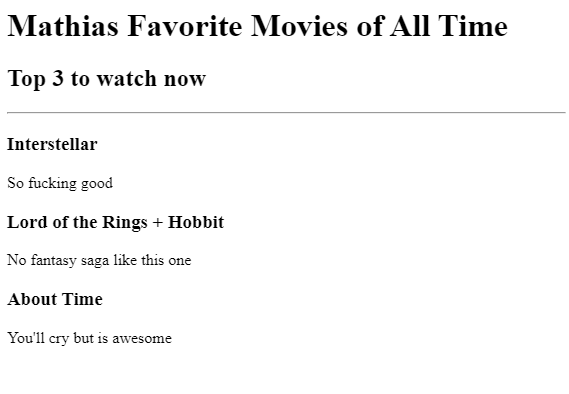 Mathias Favorite Movies of All Time
Top 3 to watch now
Interstellar
So fucking good
Lord of the Rings + Hobbit
No fantasy saga like this one
About Time
You'll cry but is awesome